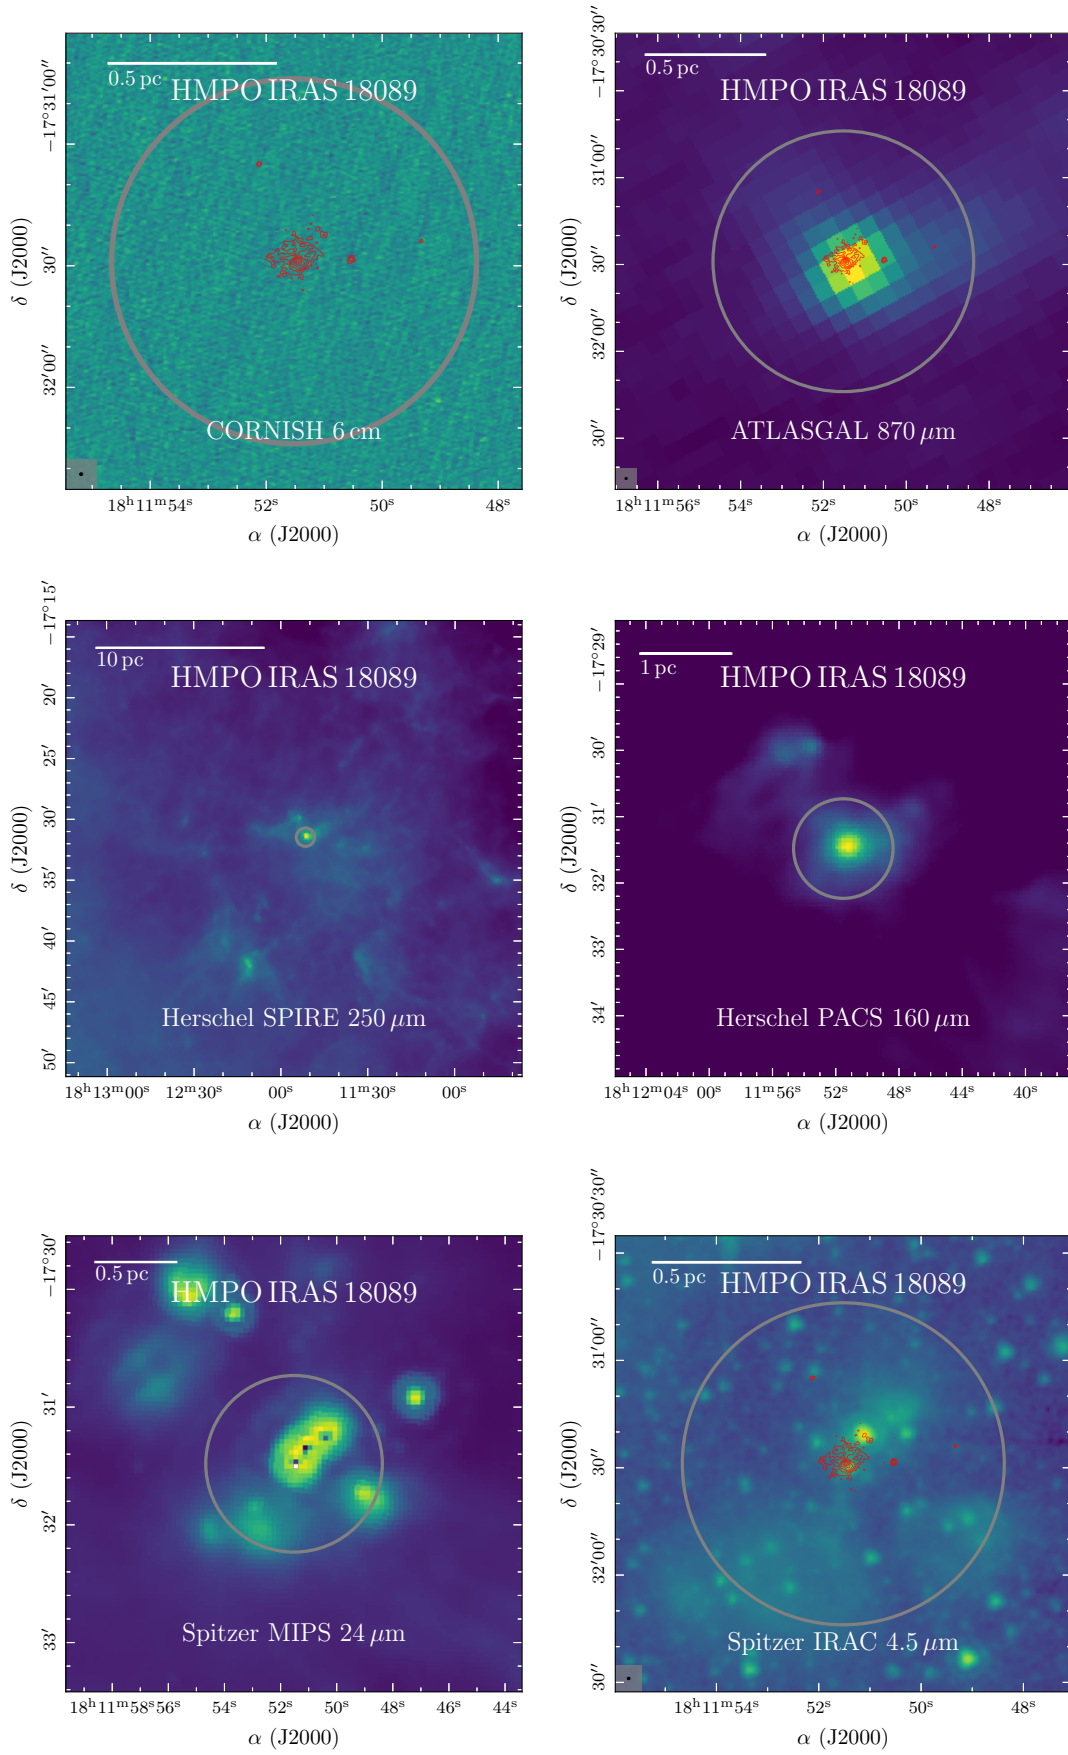 0.5 pc
HMPO IRAS 18089
CORNISH 6 cm
δ (J2000)
−17°31′00″
30″
32′00″
18ʰ11ᵐ54ˢ
52ˢ
50ˢ
48ˢ
α (J2000)
0.5 pc
HMPO IRAS 18089
ATLASGAL 870 μm
δ (J2000)
−17°30′30″
31′00″
30″
32′00″
30″
18ʰ11ᵐ56ˢ
54ˢ
52ˢ
50ˢ
48ˢ
α (J2000)
10 pc
HMPO IRAS 18089
Herschel SPIRE 250 μm
δ (J2000)
−17°15′
20′
25′
30′
35′
40′
45′
50′
18ʰ13ᵐ00ˢ
12ᵐ30ˢ
00ˢ
11ᵐ30ˢ
00ˢ
α (J2000)
1 pc
HMPO IRAS 18089
Herschel PACS 160 μm
δ (J2000)
−17°29′
30′
31′
32′
33′
34′
18ʰ12ᵐ04ˢ
00ˢ
11ᵐ56ˢ
52ˢ
48ˢ
44ˢ
40ˢ
α (J2000)
0.5 pc
HMPO IRAS 18089
Spitzer MIPS 24 μm
δ (J2000)
−17°30′
31′
32′
33′
18ʰ11ᵐ58ˢ
56ˢ
54ˢ
52ˢ
50ˢ
48ˢ
46ˢ
44ˢ
α (J2000)
0.5 pc
HMPO IRAS 18089
Spitzer IRAC 4.5 μm
δ (J2000)
−17°30′30″
31′00″
30″
32′00″
30″
18ʰ11ᵐ54ˢ
52ˢ
50ˢ
48ˢ
α (J2000)